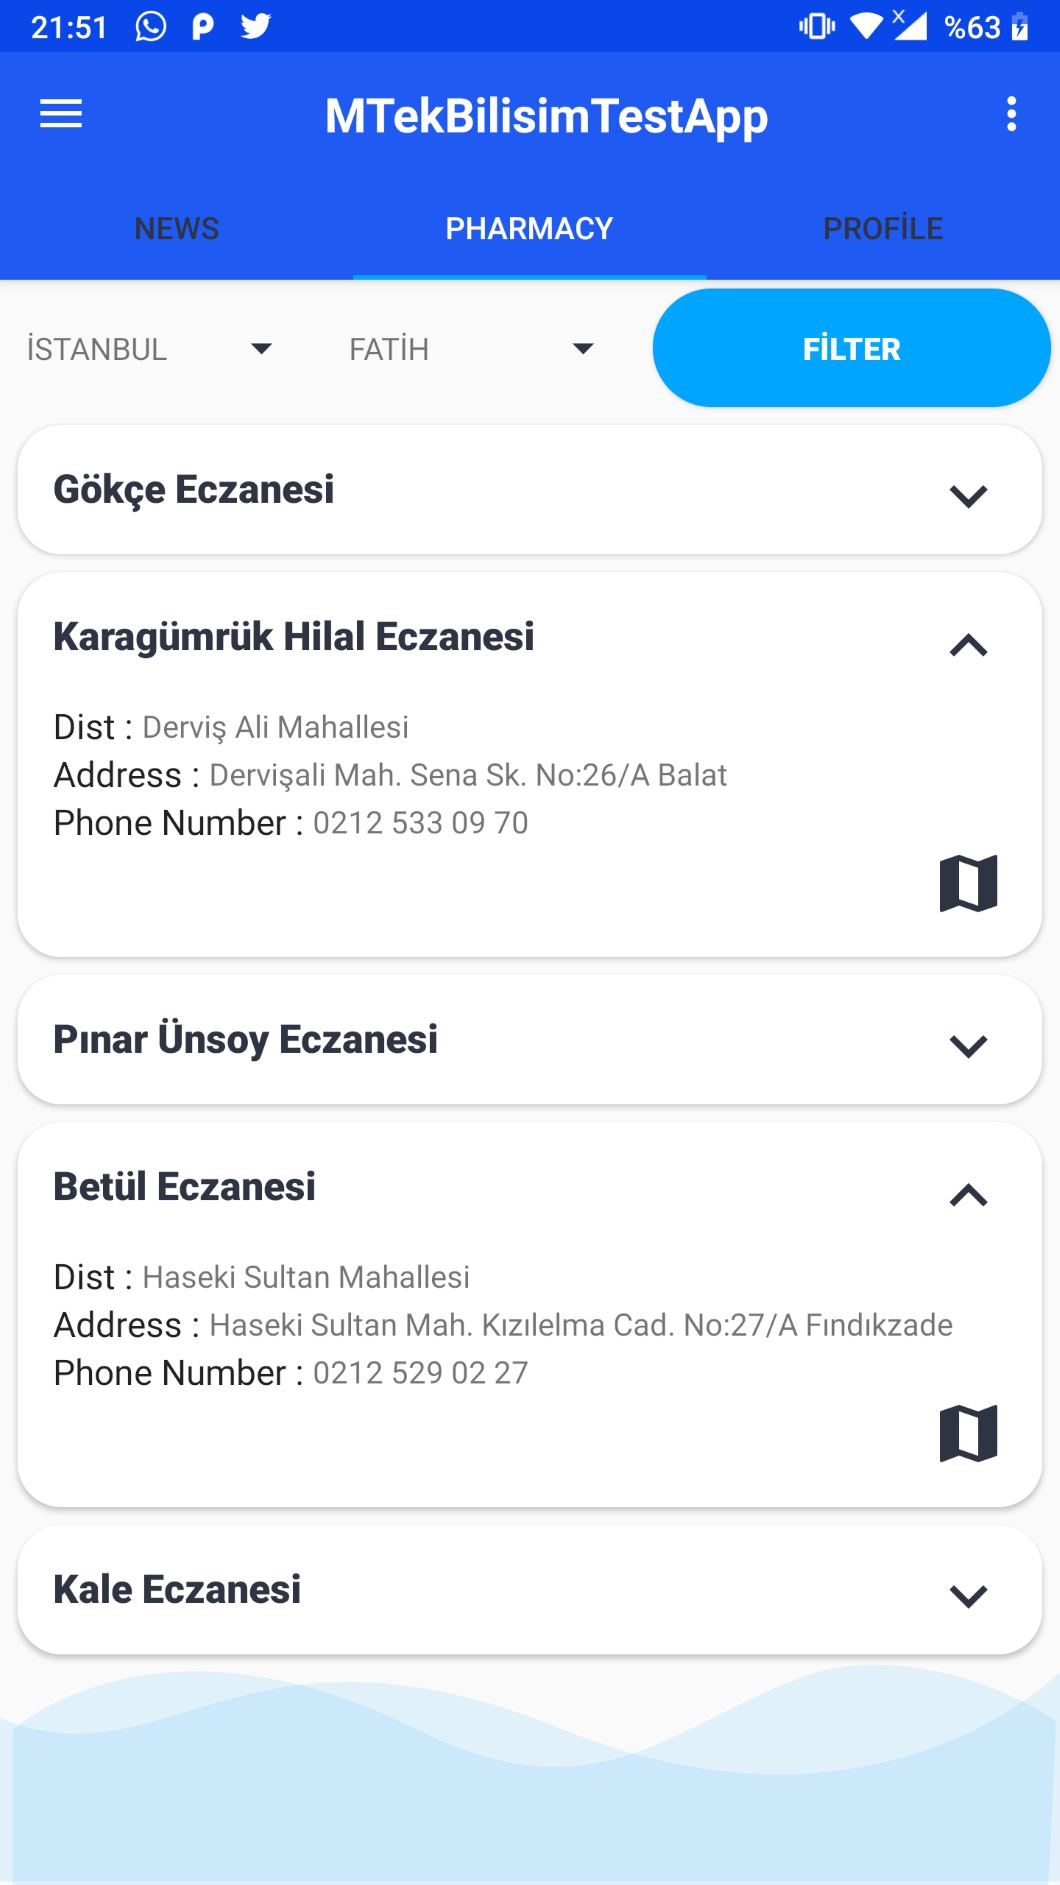 21:51 %63
MTekBilisimTestApp
NEWS PHARMACY PROFİLE
İSTANBUL FATİH FİLTER
Gökçe Eczanesi
Karagümrük Hilal Eczanesi
Dist : Derviş Ali Mahallesi
Address : Dervişali Mah. Sena Sk. No:26/A Balat
Phone Number : 0212 533 09 70
Pınar Ünsoy Eczanesi
Betül Eczanesi
Dist : Haseki Sultan Mahallesi
Address : Haseki Sultan Mah. Kızılelma Cad. No:27/A Fındıkzade
Phone Number : 0212 529 02 27
Kale Eczanesi